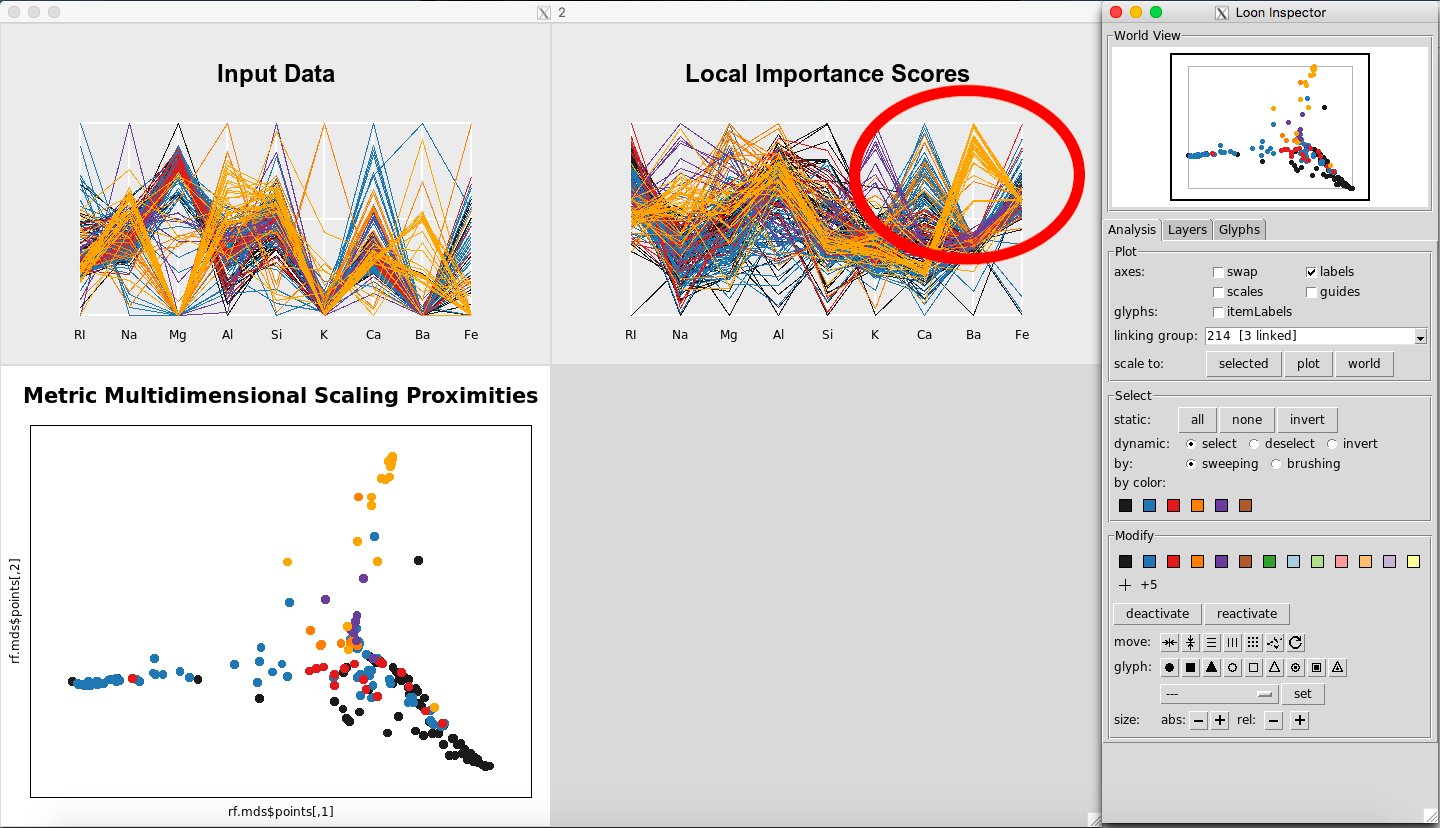 2
Input Data
Local Importance Scores
RI Na Mg Al Si K Ca Ba Fe
RI Na Mg Al Si K Ca Ba Fe
Metric Multidimensional Scaling Proximities
rf.mds$points[,2]
rf.mds$points[,1]
Loon Inspector
World View
Analysis Layers Glyphs
Plot
axes: swap labels
scales guides
glyphs: itemLabels
linking group: 214 [3 linked]
scale to: selected plot world
Select
static: all none invert
dynamic: select deselect invert
by: sweeping brushing
by color:
Modify
+5
deactivate reactivate
move:
glyph:
--- set
size: abs: − + rel: − +